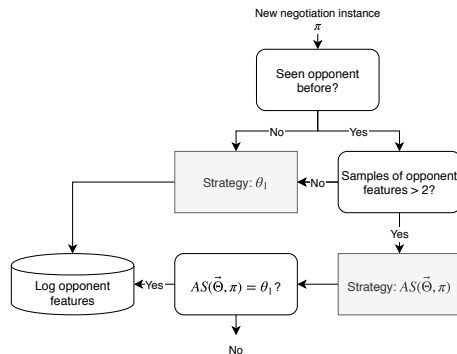 New negotiation instance
π
Seen opponent
before?
No
Yes
Strategy: θ₁
No
Samples of opponent
features > 2?
Yes
Log opponent
features
Yes
AS(Θ⃗, π) = θ₁?
Strategy: AS(Θ⃗, π)
No